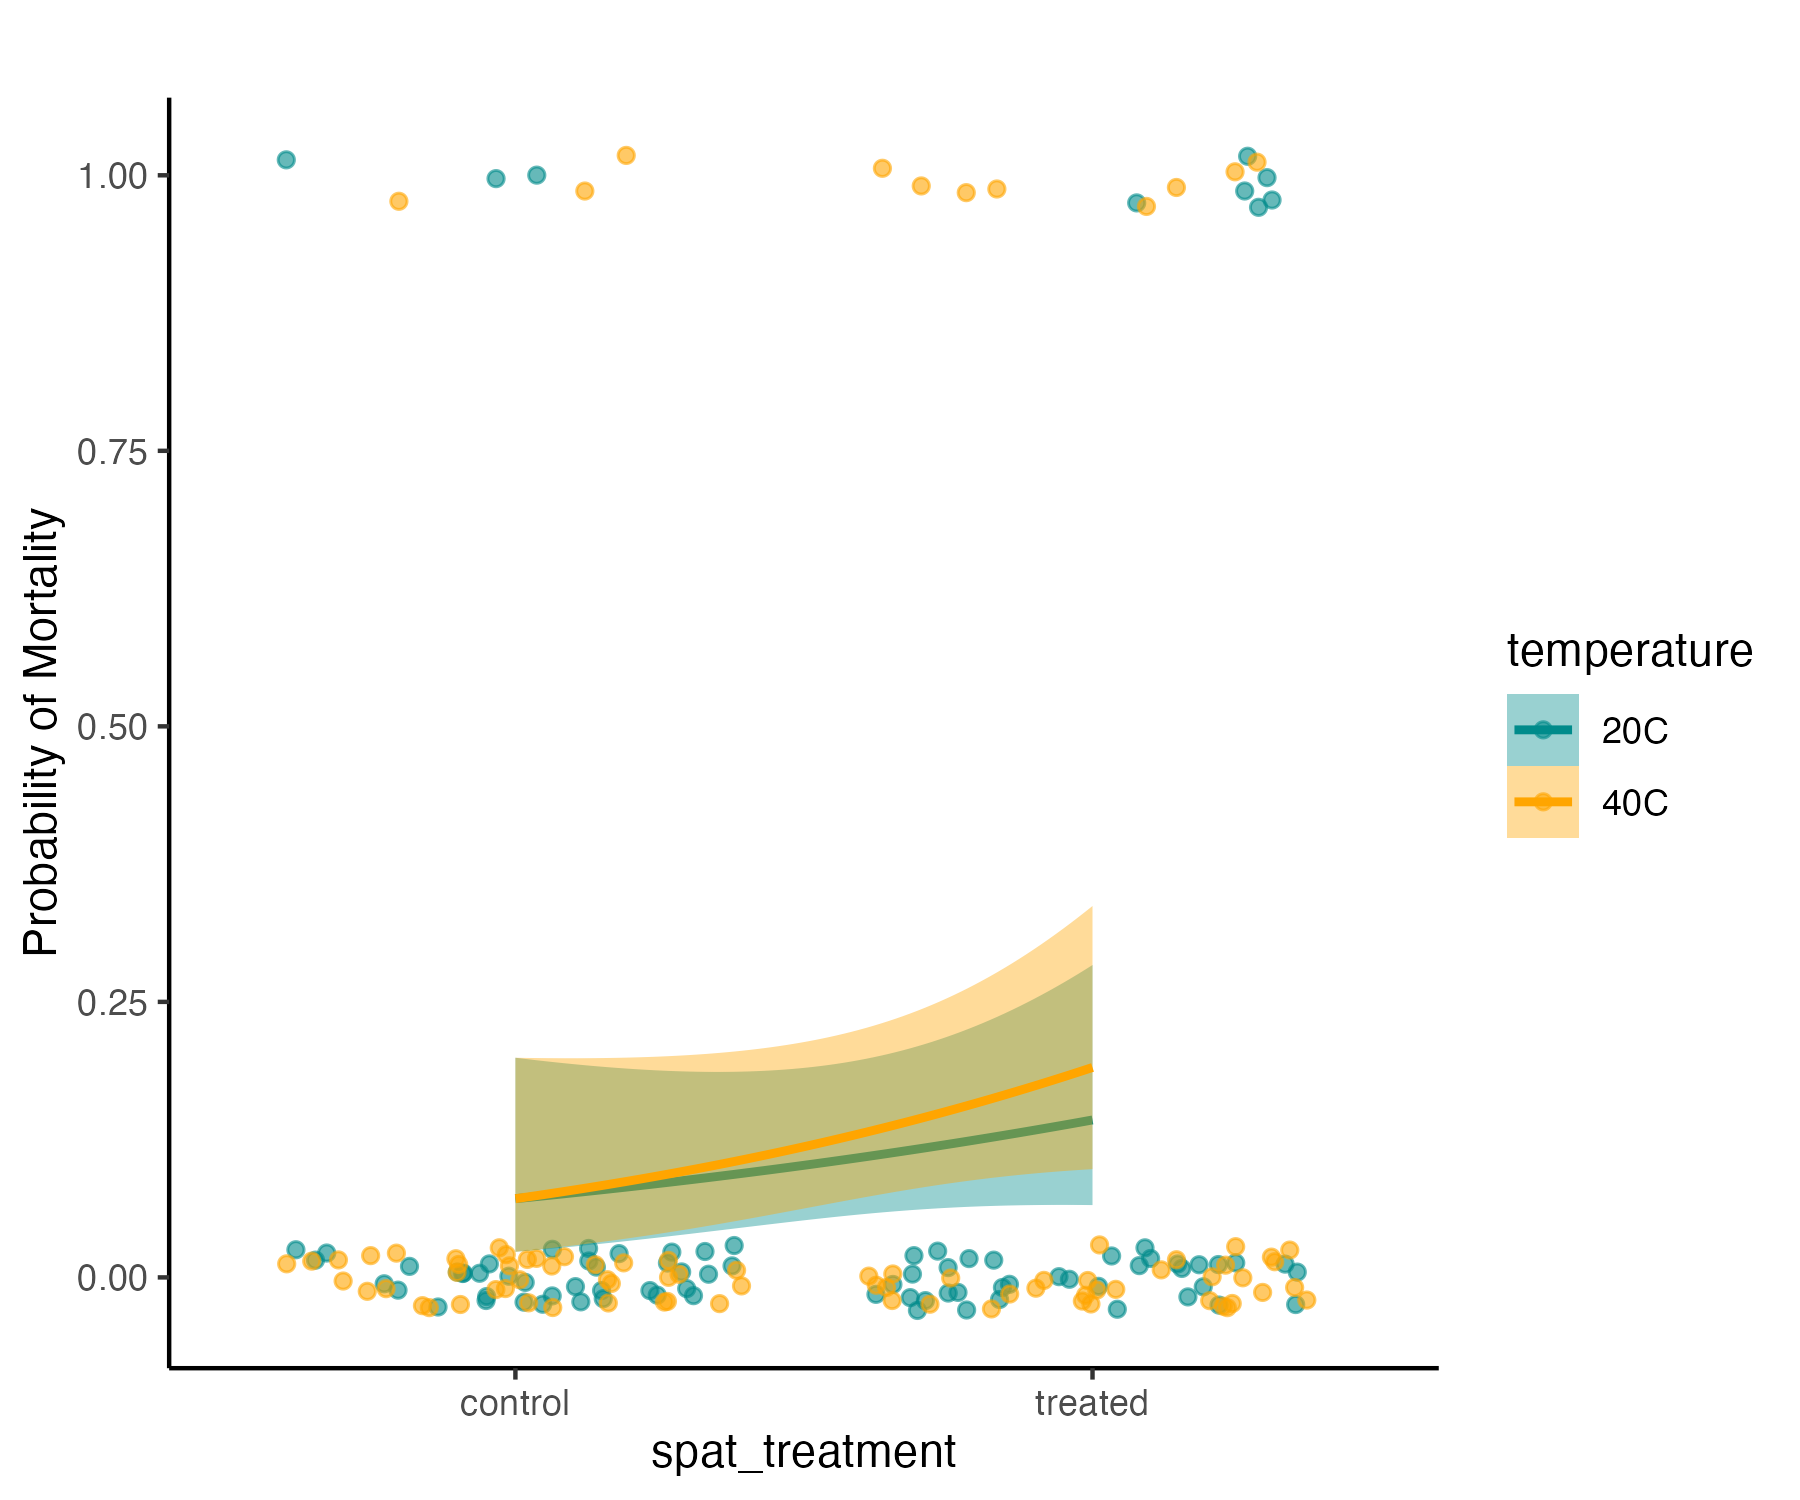 1.00
0.75
0.50
0.25
0.00
Probability of Mortality
control
treated
spat_treatment
temperature
20C
40C